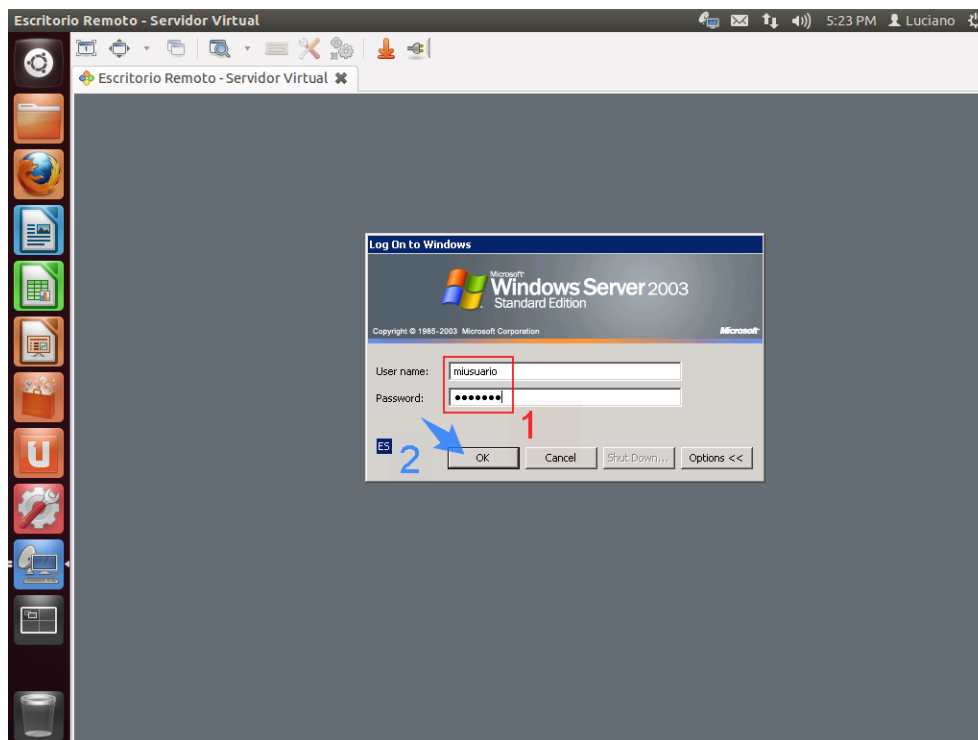 Escritorio Remoto - Servidor Virtual
5:23 PM Luciano
Escritorio Remoto - Servidor Virtual
Log On to Windows
Microsoft
Windows Server 2003
Standard Edition
Copyright © 1985-2003 Microsoft Corporation Microsoft
User name: miusuario
Password: •••••••
1
ES
2
OK Cancel Shut Down... Options <<